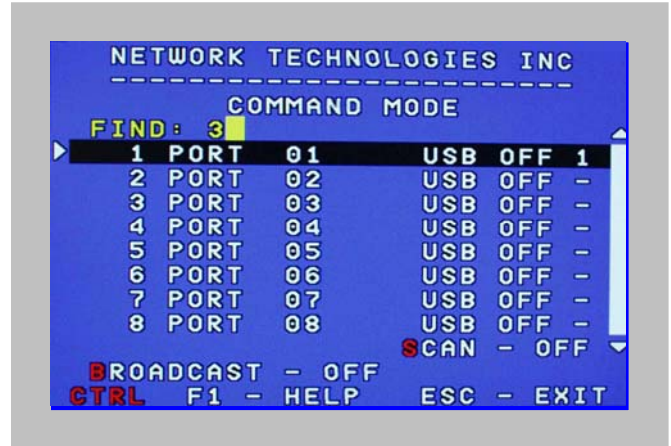 NETWORK TECHNOLOGIES INC
------------------------
COMMAND MODE
FIND: 3
1 PORT 01 USB OFF 1
2 PORT 02 USB OFF -
3 PORT 03 USB OFF -
4 PORT 04 USB OFF -
5 PORT 05 USB OFF -
6 PORT 06 USB OFF -
7 PORT 07 USB OFF -
8 PORT 08 USB OFF -
SCAN - OFF
BROADCAST - OFF
CTRL F1 - HELP ESC - EXIT